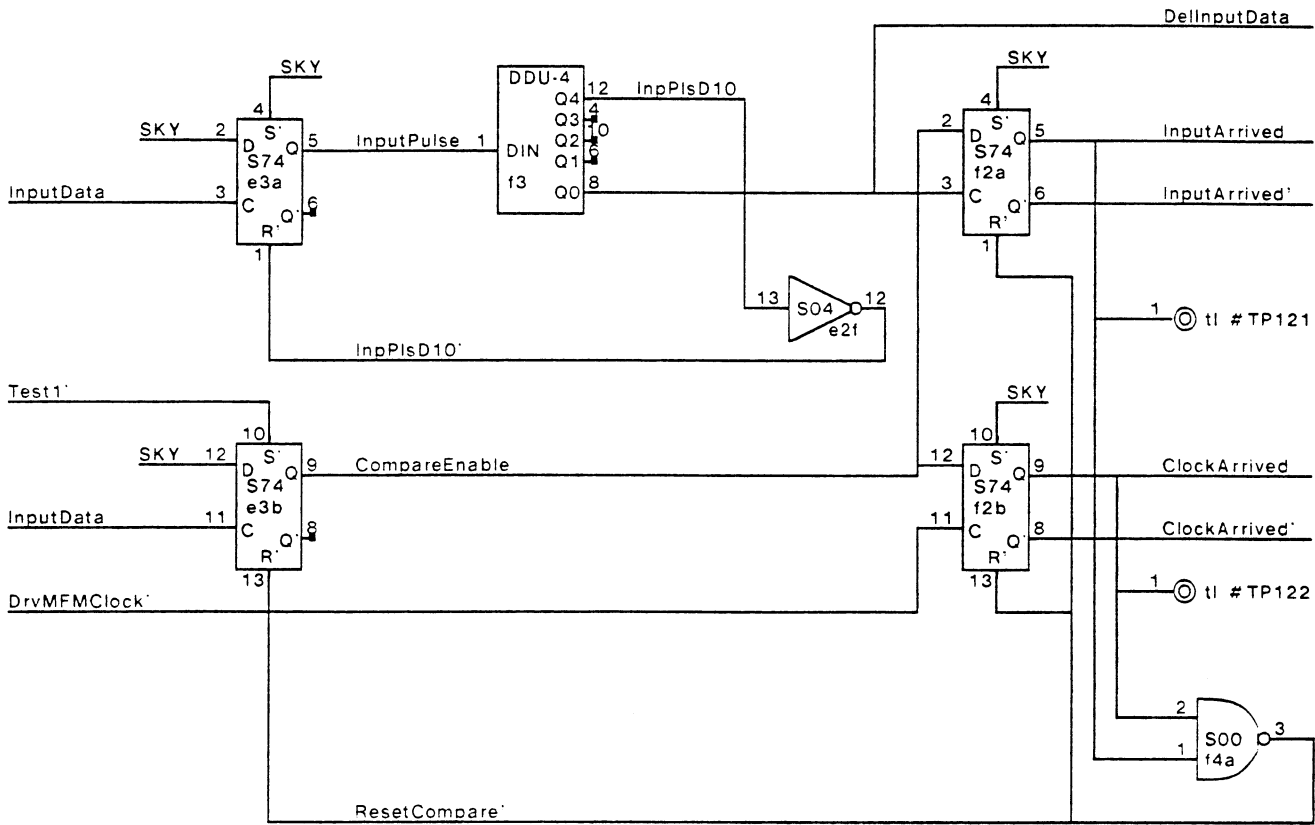 DelInputData
SKY
DDU-4
12
InpPlsD10
SKY
4
Q4
4
4
SKY
2
S'
5
InputPulse
1
Q3
10
2
S'
5
InputArrived
D
Q
DIN
Q2
6
D
Q
S74
Q1
S74
e3a
f3
8
f2a
InputData
3
C
6
Q0
3
C
6
InputArrived'
Q'
Q'
R'
R'
1
1
13
S04
12
1
tl #TP121
e2f
InpPlsD10'
Test1'
SKY
10
10
SKY
12
S'
9
CompareEnable
12
S'
9
ClockArrived
D
Q
D
Q
S74
S74
e3b
f2b
InputData
11
C
8
11
C
8
ClockArrived'
Q'
Q'
R'
R'
13
13
1
tl #TP122
DrvMFMClock'
2
3
S00
1
f4a
ResetCompare'